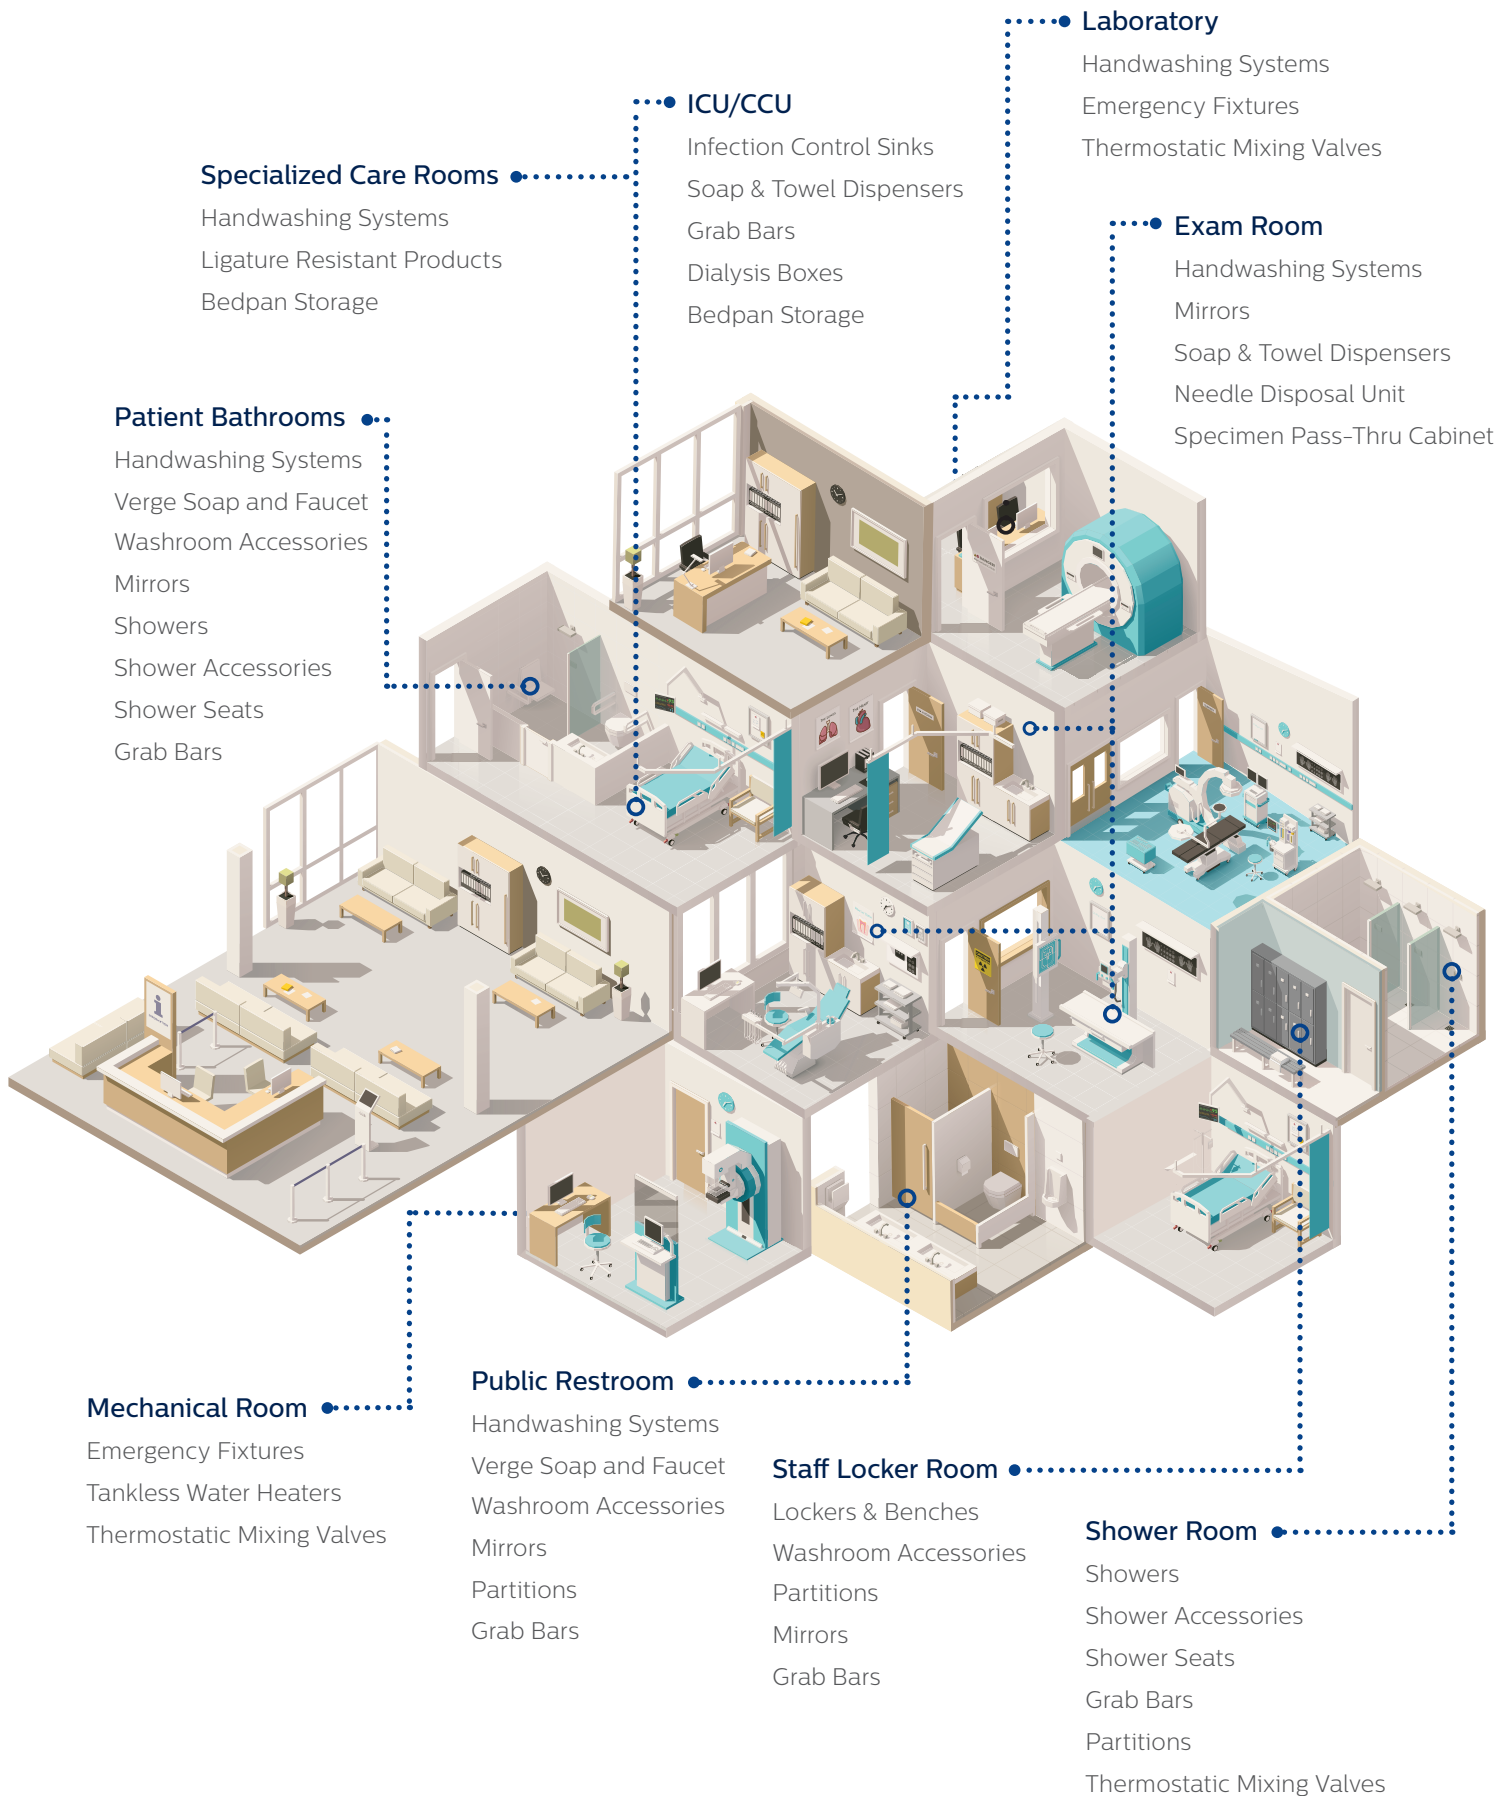 Laboratory
Handwashing Systems
Emergency Fixtures
Thermostatic Mixing Valves
ICU/CCU
Infection Control Sinks
Soap & Towel Dispensers
Grab Bars
Dialysis Boxes
Bedpan Storage
Specialized Care Rooms
Handwashing Systems
Ligature Resistant Products
Bedpan Storage
Exam Room
Handwashing Systems
Mirrors
Soap & Towel Dispensers
Needle Disposal Unit
Specimen Pass-Thru Cabinet
Patient Bathrooms
Handwashing Systems
Verge Soap and Faucet
Washroom Accessories
Mirrors
Showers
Shower Accessories
Shower Seats
Grab Bars
Mechanical Room
Emergency Fixtures
Tankless Water Heaters
Thermostatic Mixing Valves
Public Restroom
Handwashing Systems
Verge Soap and Faucet
Washroom Accessories
Mirrors
Partitions
Grab Bars
Staff Locker Room
Lockers & Benches
Washroom Accessories
Partitions
Mirrors
Grab Bars
Shower Room
Showers
Shower Accessories
Shower Seats
Grab Bars
Partitions
Thermostatic Mixing Valves